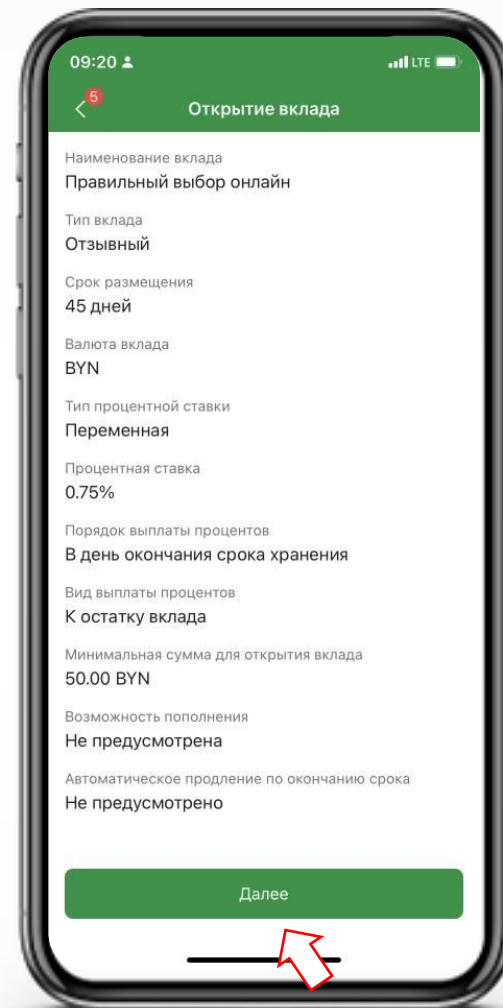 09:20
LTE
5
Открытие вклада
Наименование вклада
Правильный выбор онлайн
Тип вклада
Отзывный
Срок размещения
45 дней
Валюта вклада
BYN
Тип процентной ставки
Переменная
Процентная ставка
0.75%
Порядок выплаты процентов
В день окончания срока хранения
Вид выплаты процентов
К остатку вклада
Минимальная сумма для открытия вклада
50.00 BYN
Возможность пополнения
Не предусмотрена
Автоматическое продление по окончанию срока
Не предусмотрено
Далее